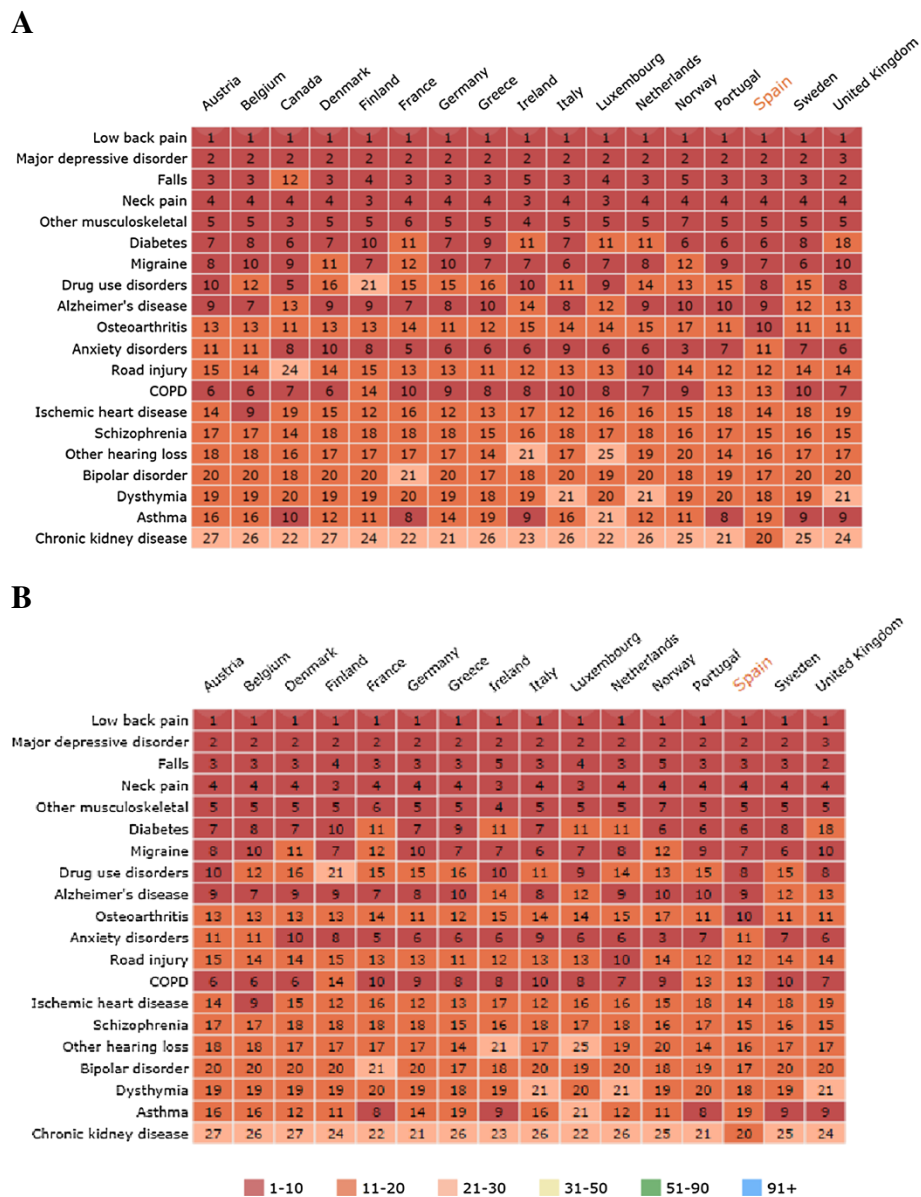 A
Austria Belgium Canada Denmark Finland France Germany Greece Ireland Italy Luxembourg Netherlands Norway Portugal Spain Sweden United Kingdom
Low back pain 1 1 1 1 1 1 1 1 1 1 1 1 1 1 1 1 1
Major depressive disorder 2 2 2 2 2 2 2 2 2 2 2 2 2 2 2 2 3
Falls 3 3 12 3 4 3 3 3 5 3 4 3 5 3 3 3 2
Neck pain 4 4 4 4 3 4 4 4 3 4 3 4 4 4 4 4 4
Other musculoskeletal 5 5 3 5 5 6 5 5 4 5 5 5 7 5 5 5 5
Diabetes 7 8 6 7 10 11 7 9 11 7 11 11 6 6 6 8 18
Migraine 8 10 9 11 7 12 10 7 7 6 7 8 12 9 7 6 10
Drug use disorders 10 12 5 16 21 15 15 16 10 11 9 14 13 15 8 15 8
Alzheimer's disease 9 7 13 9 9 7 8 10 14 8 12 9 10 10 9 12 13
Osteoarthritis 13 13 11 13 13 14 11 12 15 14 14 15 17 11 10 11 11
Anxiety disorders 11 11 8 10 8 5 6 6 6 9 6 6 3 7 11 7 6
Road injury 15 14 24 14 15 13 13 11 12 13 13 10 14 12 12 14 14
COPD 6 6 7 6 14 10 9 8 8 10 8 7 9 13 13 10 7
Ischemic heart disease 14 9 19 15 12 16 12 13 17 12 16 16 15 18 14 18 19
Schizophrenia 17 17 14 18 18 18 18 15 16 18 17 18 16 17 15 16 15
Other hearing loss 18 18 16 17 17 17 17 14 21 17 25 19 20 14 16 17 17
Bipolar disorder 20 20 18 20 20 21 20 17 18 20 19 20 18 19 17 20 20
Dysthymia 19 19 20 19 19 20 19 18 19 21 20 21 19 20 18 19 21
Asthma 16 16 10 12 11 8 14 19 9 16 21 12 11 8 19 9 9
Chronic kidney disease 27 26 22 27 24 22 21 26 23 26 22 26 25 21 20 25 24
B
Austria Belgium Denmark Finland France Germany Greece Ireland Italy Luxembourg Netherlands Norway Portugal Spain Sweden United Kingdom
Low back pain 1 1 1 1 1 1 1 1 1 1 1 1 1 1 1 1
Major depressive disorder 2 2 2 2 2 2 2 2 2 2 2 2 2 2 2 3
Falls 3 3 3 4 3 3 3 5 3 4 3 5 3 3 3 2
Neck pain 4 4 4 3 4 4 4 3 4 3 4 4 4 4 4 4
Other musculoskeletal 5 5 5 5 6 5 5 4 5 5 5 7 5 5 5 5
Diabetes 7 8 7 10 11 7 9 11 7 11 11 6 6 6 8 18
Migraine 8 10 11 7 12 10 7 7 6 7 8 12 9 7 6 10
Drug use disorders 10 12 16 21 15 15 16 10 11 9 14 13 15 8 15 8
Alzheimer's disease 9 7 9 9 7 8 10 14 8 12 9 10 10 9 12 13
Osteoarthritis 13 13 13 13 14 11 12 15 14 14 15 17 11 10 11 11
Anxiety disorders 11 11 10 8 5 6 6 6 9 6 6 3 7 11 7 6
Road injury 15 14 14 15 13 13 11 12 13 13 10 14 12 12 14 14
COPD 6 6 6 14 10 9 8 8 10 8 7 9 13 13 10 7
Ischemic heart disease 14 9 15 12 16 12 13 17 12 16 16 15 18 14 18 19
Schizophrenia 17 17 18 18 18 18 15 16 18 17 18 16 17 15 16 15
Other hearing loss 18 18 17 17 17 17 14 21 17 25 19 20 14 16 17 17
Bipolar disorder 20 20 20 20 21 20 17 18 20 19 20 18 19 17 20 20
Dysthymia 19 19 19 19 20 19 18 19 21 20 21 19 20 18 19 21
Asthma 16 16 12 11 8 14 19 9 16 21 12 11 8 19 9 9
Chronic kidney disease 27 26 27 24 22 21 26 23 26 22 26 25 21 20 25 24
1-10 11-20 21-30 31-50 51-90 91+